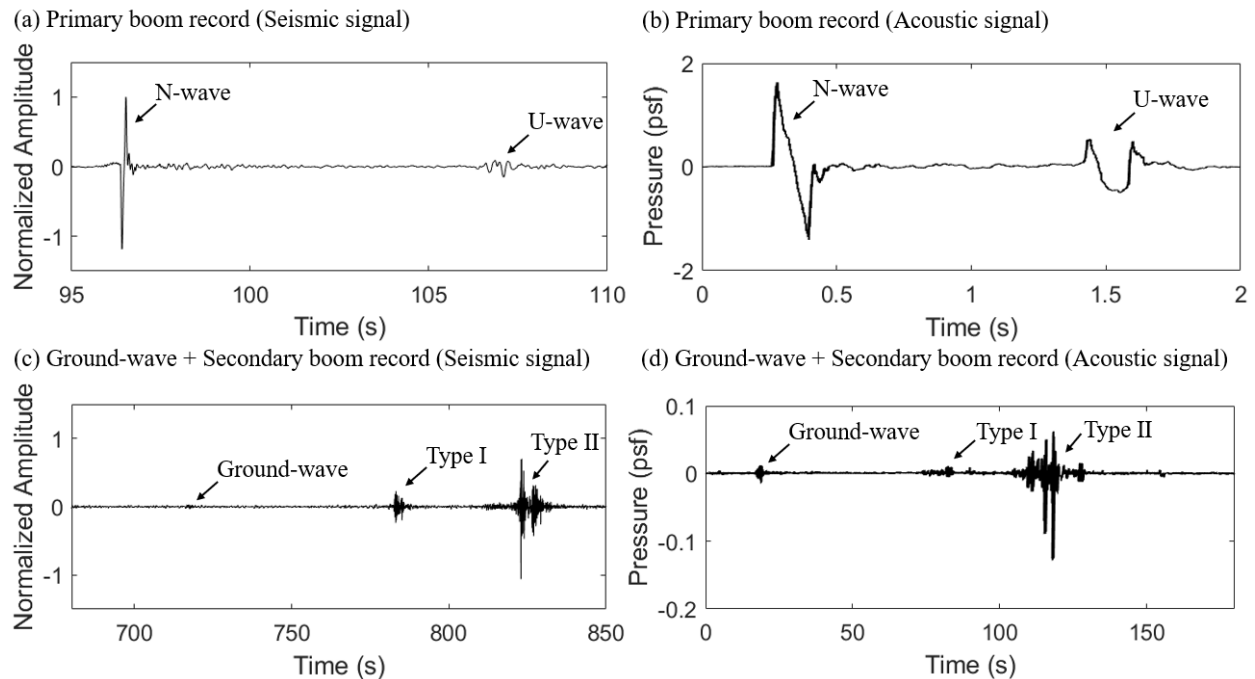 (a) Primary boom record (Seismic signal)
Normalized Amplitude
1
0
-1
N-wave
U-wave
95
100
105
110
Time (s)
(b) Primary boom record (Acoustic signal)
Pressure (psf)
2
0
-2
N-wave
U-wave
0
0.5
1
1.5
2
Time (s)
(c) Ground-wave + Secondary boom record (Seismic signal)
Normalized Amplitude
1
0
-1
Ground-wave
Type I
Type II
700
750
800
850
Time (s)
(d) Ground-wave + Secondary boom record (Acoustic signal)
Pressure (psf)
0.1
0
-0.1
-0.2
Ground-wave
Type I
Type II
0
50
100
150
Time (s)